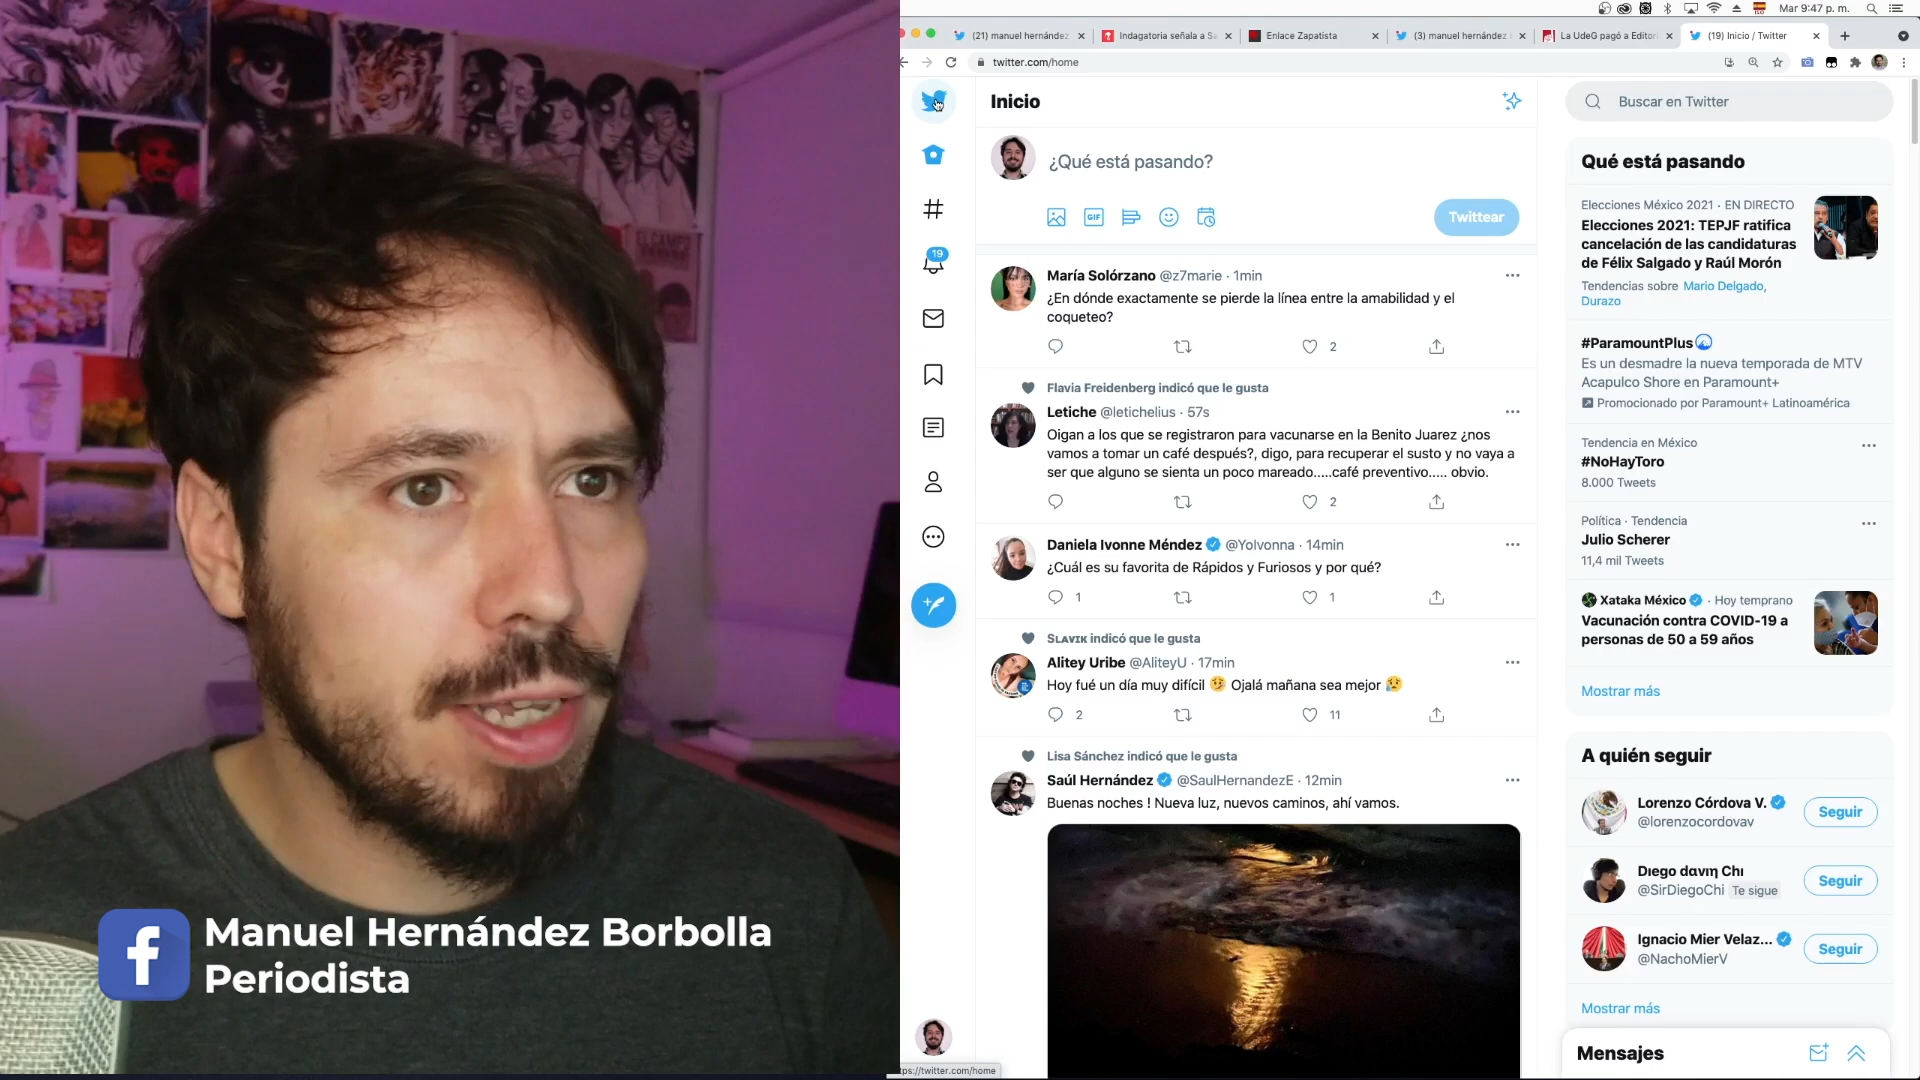 Mar 9:47 p. m.
(21) manuel hernández
Indagatoria señala a Sa
Enlace Zapatista
(3) manuel hernández
La UdeG pagó a Editori
(19) Inicio / Twitter
twitter.com/home
Inicio
Buscar en Twitter
¿Qué está pasando?
GIF
Twittear
19
María Solórzano @z7marie · 1min
¿En dónde exactamente se pierde la línea entre la amabilidad y el
coqueteo?
2
Flavia Freidenberg indicó que le gusta
Letiche @letichelius · 57s
Oigan a los que se registraron para vacunarse en la Benito Juarez ¿nos
vamos a tomar un café después?, digo, para recuperar el susto y no vaya a
ser que alguno se sienta un poco mareado.....café preventivo..... obvio.
2
Daniela Ivonne Méndez @Yolvonna · 14min
¿Cuál es su favorita de Rápidos y Furiosos y por qué?
1 1
Slavik indicó que le gusta
Alitey Uribe @AliteyU · 17min
Hoy fué un día muy difícil 🤒 Ojalá mañana sea mejor 😥
2 11
Lisa Sánchez indicó que le gusta
Saúl Hernández @SaulHernandezE · 12min
Buenas noches ! Nueva luz, nuevos caminos, ahí vamos.
Qué está pasando
Elecciones México 2021 · EN DIRECTO
Elecciones 2021: TEPJF ratifica
cancelación de las candidaturas
de Félix Salgado y Raúl Morón
Tendencias sobre Mario Delgado,
Durazo
#ParamountPlus
Es un desmadre la nueva temporada de MTV
Acapulco Shore en Paramount+
Promocionado por Paramount+ Latinoamérica
Tendencia en México
#NoHayToro
8.000 Tweets
Política · Tendencia
Julio Scherer
11,4 mil Tweets
Xataka México · Hoy temprano
Vacunación contra COVID-19 a
personas de 50 a 59 años
Mostrar más
A quién seguir
Lorenzo Córdova V.
@lorenzocordovav
Seguir
Dιego dαvιη Chι
@SirDiegoChi Te sigue
Seguir
Ignacio Mier Velaz...
@NachoMierV
Seguir
Mostrar más
Mensajes
tps://twitter.com/home
f
Manuel Hernández Borbolla
Periodista